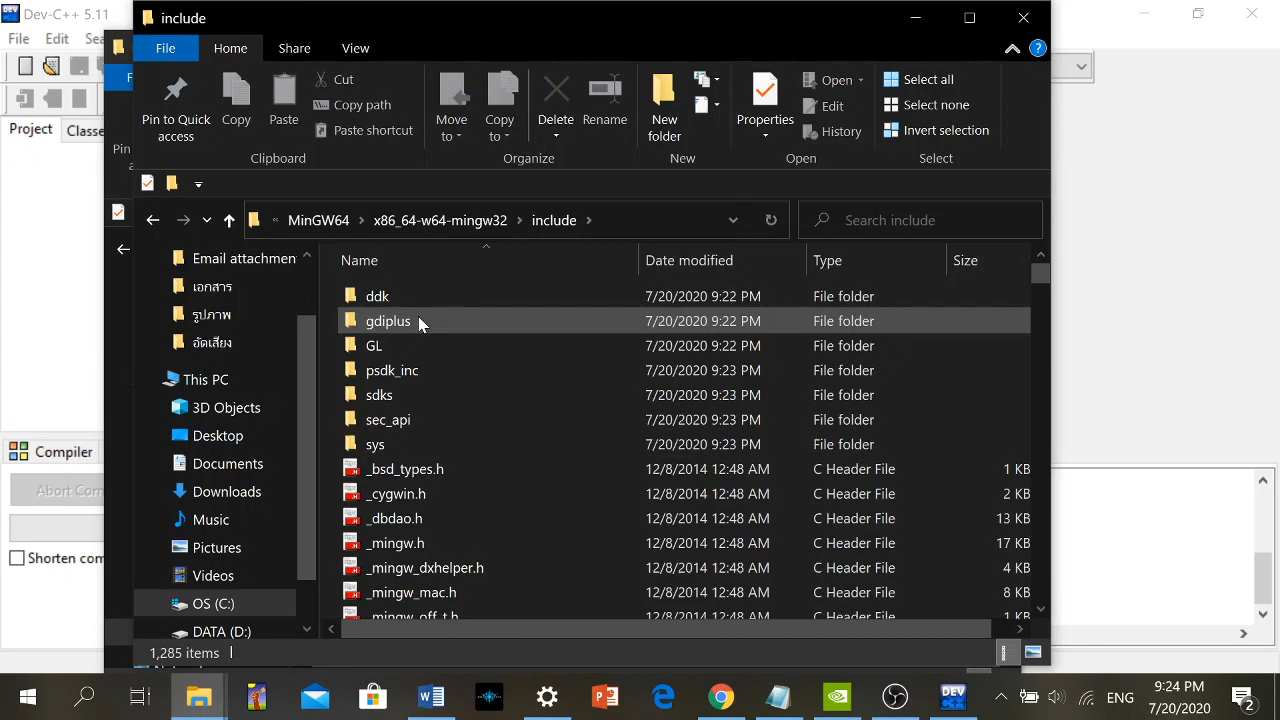 Dev-C++ 5.11
include
File Edit
File Home Share View
Pin to Quick access
Copy
Paste
Cut
Copy path
Paste shortcut
Move to
Copy to
Delete
Rename
New folder
Properties
Open
Edit
History
Select all
Select none
Invert selection
Clipboard
Organize
New
Open
Select
Project
MinGW64 x86_64-w64-mingw32 include
Search include
Name Date modified Type Size
Email attachmen
เอกสาร
รูปภาพ
อัดเสียง
This PC
3D Objects
Desktop
Documents
Downloads
Music
Pictures
Videos
OS (C:)
DATA (D:)
ddk 7/20/2020 9:22 PM File folder
gdiplus 7/20/2020 9:22 PM File folder
GL 7/20/2020 9:22 PM File folder
psdk_inc 7/20/2020 9:23 PM File folder
sdks 7/20/2020 9:23 PM File folder
sec_api 7/20/2020 9:23 PM File folder
sys 7/20/2020 9:23 PM File folder
_bsd_types.h 12/8/2014 12:48 AM C Header File 1 KB
_cygwin.h 12/8/2014 12:48 AM C Header File 2 KB
_dbdao.h 12/8/2014 12:48 AM C Header File 13 KB
_mingw.h 12/8/2014 12:48 AM C Header File 17 KB
_mingw_dxhelper.h 12/8/2014 12:48 AM C Header File 4 KB
_mingw_mac.h 12/8/2014 12:48 AM C Header File 8 KB
_mingw_off_t.h 12/8/2014 12:48 AM C Header File 1 KB
Compiler
1,285 items
ENG
9:24 PM
7/20/2020
2